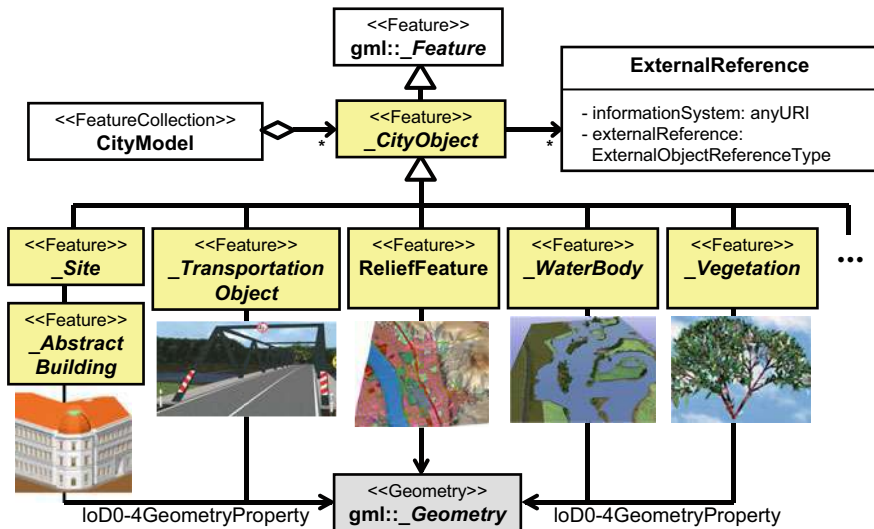 <<Feature>>
gml::_Feature
<<FeatureCollection>>
CityModel
*
<<Feature>>
_CityObject
*
ExternalReference
- informationSystem: anyURI
- externalReference:
ExternalObjectReferenceType
<<Feature>>
_Site
<<Feature>>
_Transportation
Object
<<Feature>>
ReliefFeature
<<Feature>>
_WaterBody
<<Feature>>
_Vegetation
...
<<Feature>>
_Abstract
Building
loD0-4GeometryProperty
<<Geometry>>
gml::_Geometry
loD0-4GeometryProperty